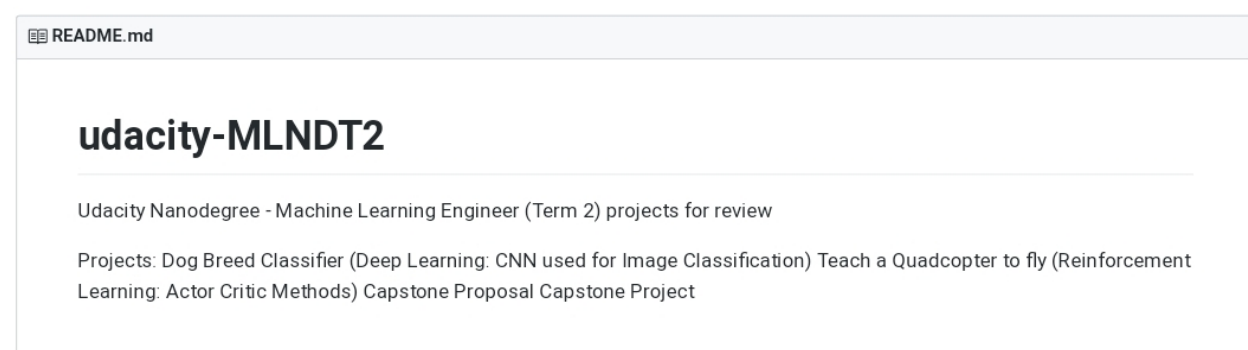 README.md
udacity-MLNDT2
Udacity Nanodegree - Machine Learning Engineer (Term 2) projects for review
Projects: Dog Breed Classifier (Deep Learning: CNN used for Image Classification) Teach a Quadcopter to fly (Reinforcement
Learning: Actor Critic Methods) Capstone Proposal Capstone Project